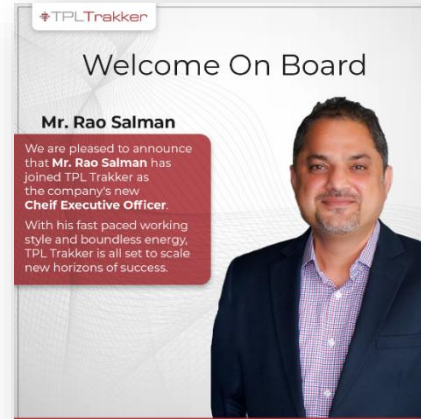 TPLTrakker
Welcome On Board
Mr. Rao Salman
We are pleased to announce
that Mr. Rao Salman has
joined TPL Trakker as
the company's new
Cheif Executive Officer.
With his fast paced working
style and boundless energy,
TPL Trakker is all set to scale
new horizons of success.